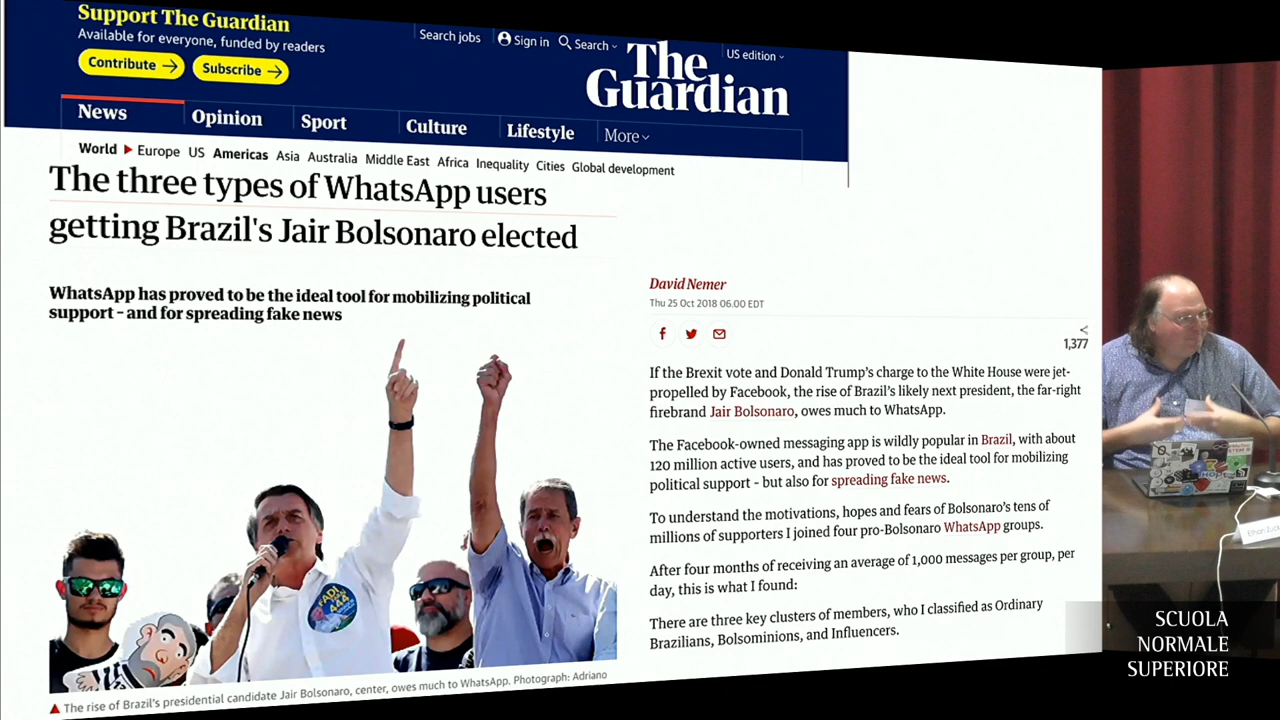 Support The Guardian
Available for everyone, funded by readers
Contribute →
Subscribe →
Search jobs
Sign in
Search
US edition
The
Guardian
News
Opinion
Sport
Culture
Lifestyle
More
World
Europe
US
Americas
Asia
Australia
Middle East
Africa
Inequality
Cities
Global development
The three types of WhatsApp users
getting Brazil's Jair Bolsonaro elected
WhatsApp has proved to be the ideal tool for mobilizing political
support – and for spreading fake news
The rise of Brazil's presidential candidate Jair Bolsonaro, center, owes much to WhatsApp. Photograph: Adriano
David Nemer
Thu 25 Oct 2018 06.00 EDT
1,377
If the Brexit vote and Donald Trump's charge to the White House were jet-
propelled by Facebook, the rise of Brazil's likely next president, the far-right
firebrand Jair Bolsonaro, owes much to WhatsApp.
The Facebook-owned messaging app is wildly popular in Brazil, with about
120 million active users, and has proved to be the ideal tool for mobilizing
political support – but also for spreading fake news.
To understand the motivations, hopes and fears of Bolsonaro's tens of
millions of supporters I joined four pro-Bolsonaro WhatsApp groups.
After four months of receiving an average of 1,000 messages per group, per
day, this is what I found:
There are three key clusters of members, who I classified as Ordinary
Brazilians, Bolsominions, and Influencers.
Ethan
SCUOLA
NORMALE
SUPERIORE